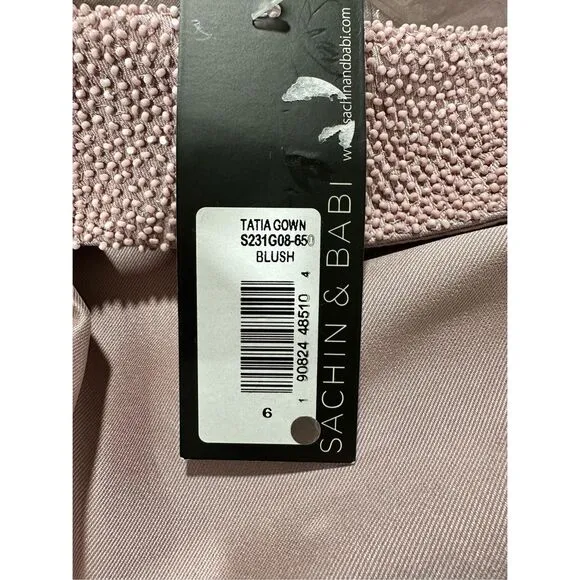 TATIA GOWN
S231G08-650
BLUSH
1 90824 48510 4
6
SACHIN & BABI
www.sachinandbabi.com